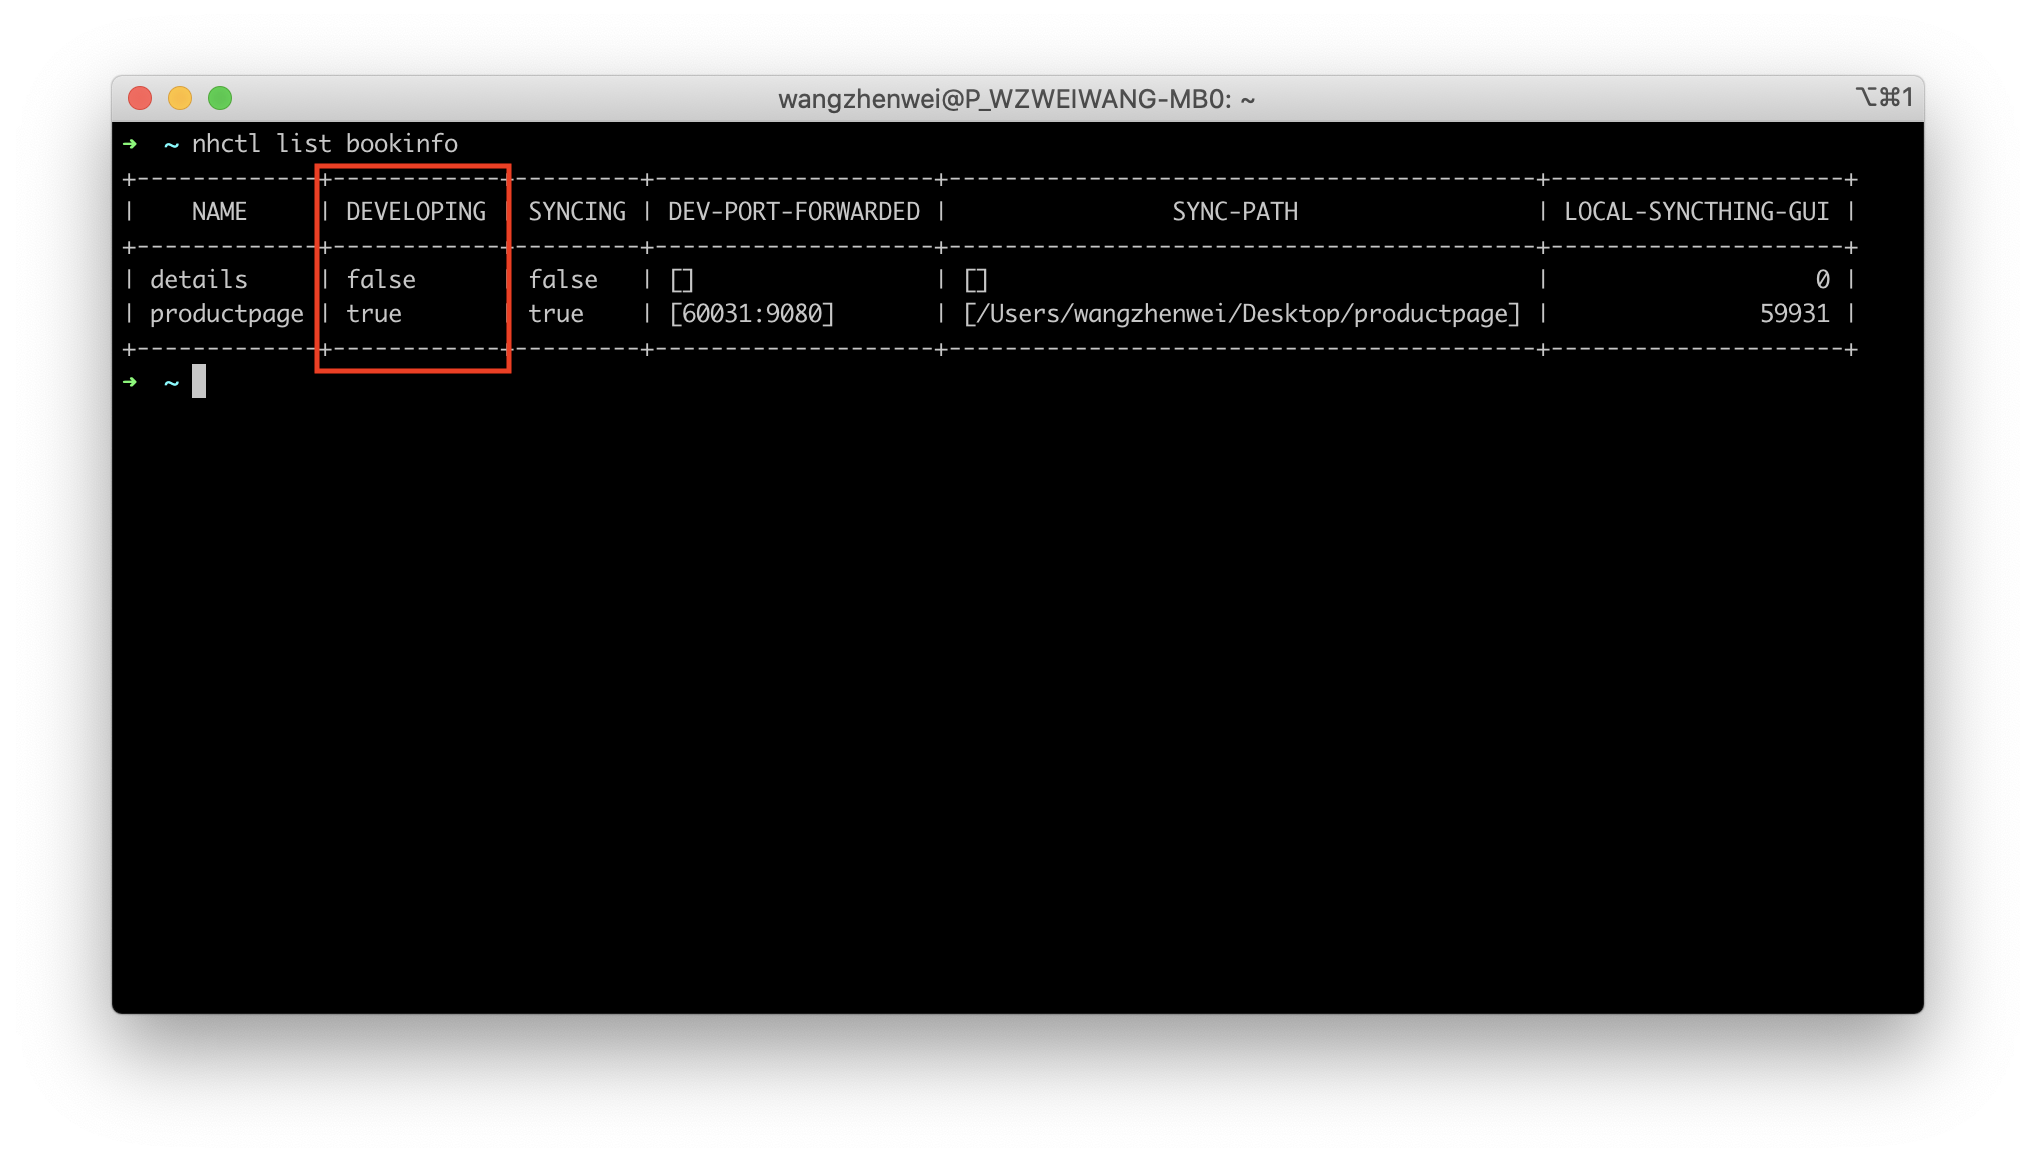 wangzhenwei@P_WZWEIWANG-MB0: ~ ⌥⌘1
➜ ~ nhctl list bookinfo
+-------------+------------+---------+--------------------+------------------------------------------+---------------------+
| NAME | DEVELOPING | SYNCING | DEV-PORT-FORWARDED | SYNC-PATH | LOCAL-SYNCTHING-GUI |
+-------------+------------+---------+--------------------+------------------------------------------+---------------------+
| details | false | false | [] | [] | 0 |
| productpage | true | true | [60031:9080] | [/Users/wangzhenwei/Desktop/productpage] | 59931 |
+-------------+------------+---------+--------------------+------------------------------------------+---------------------+
➜ ~